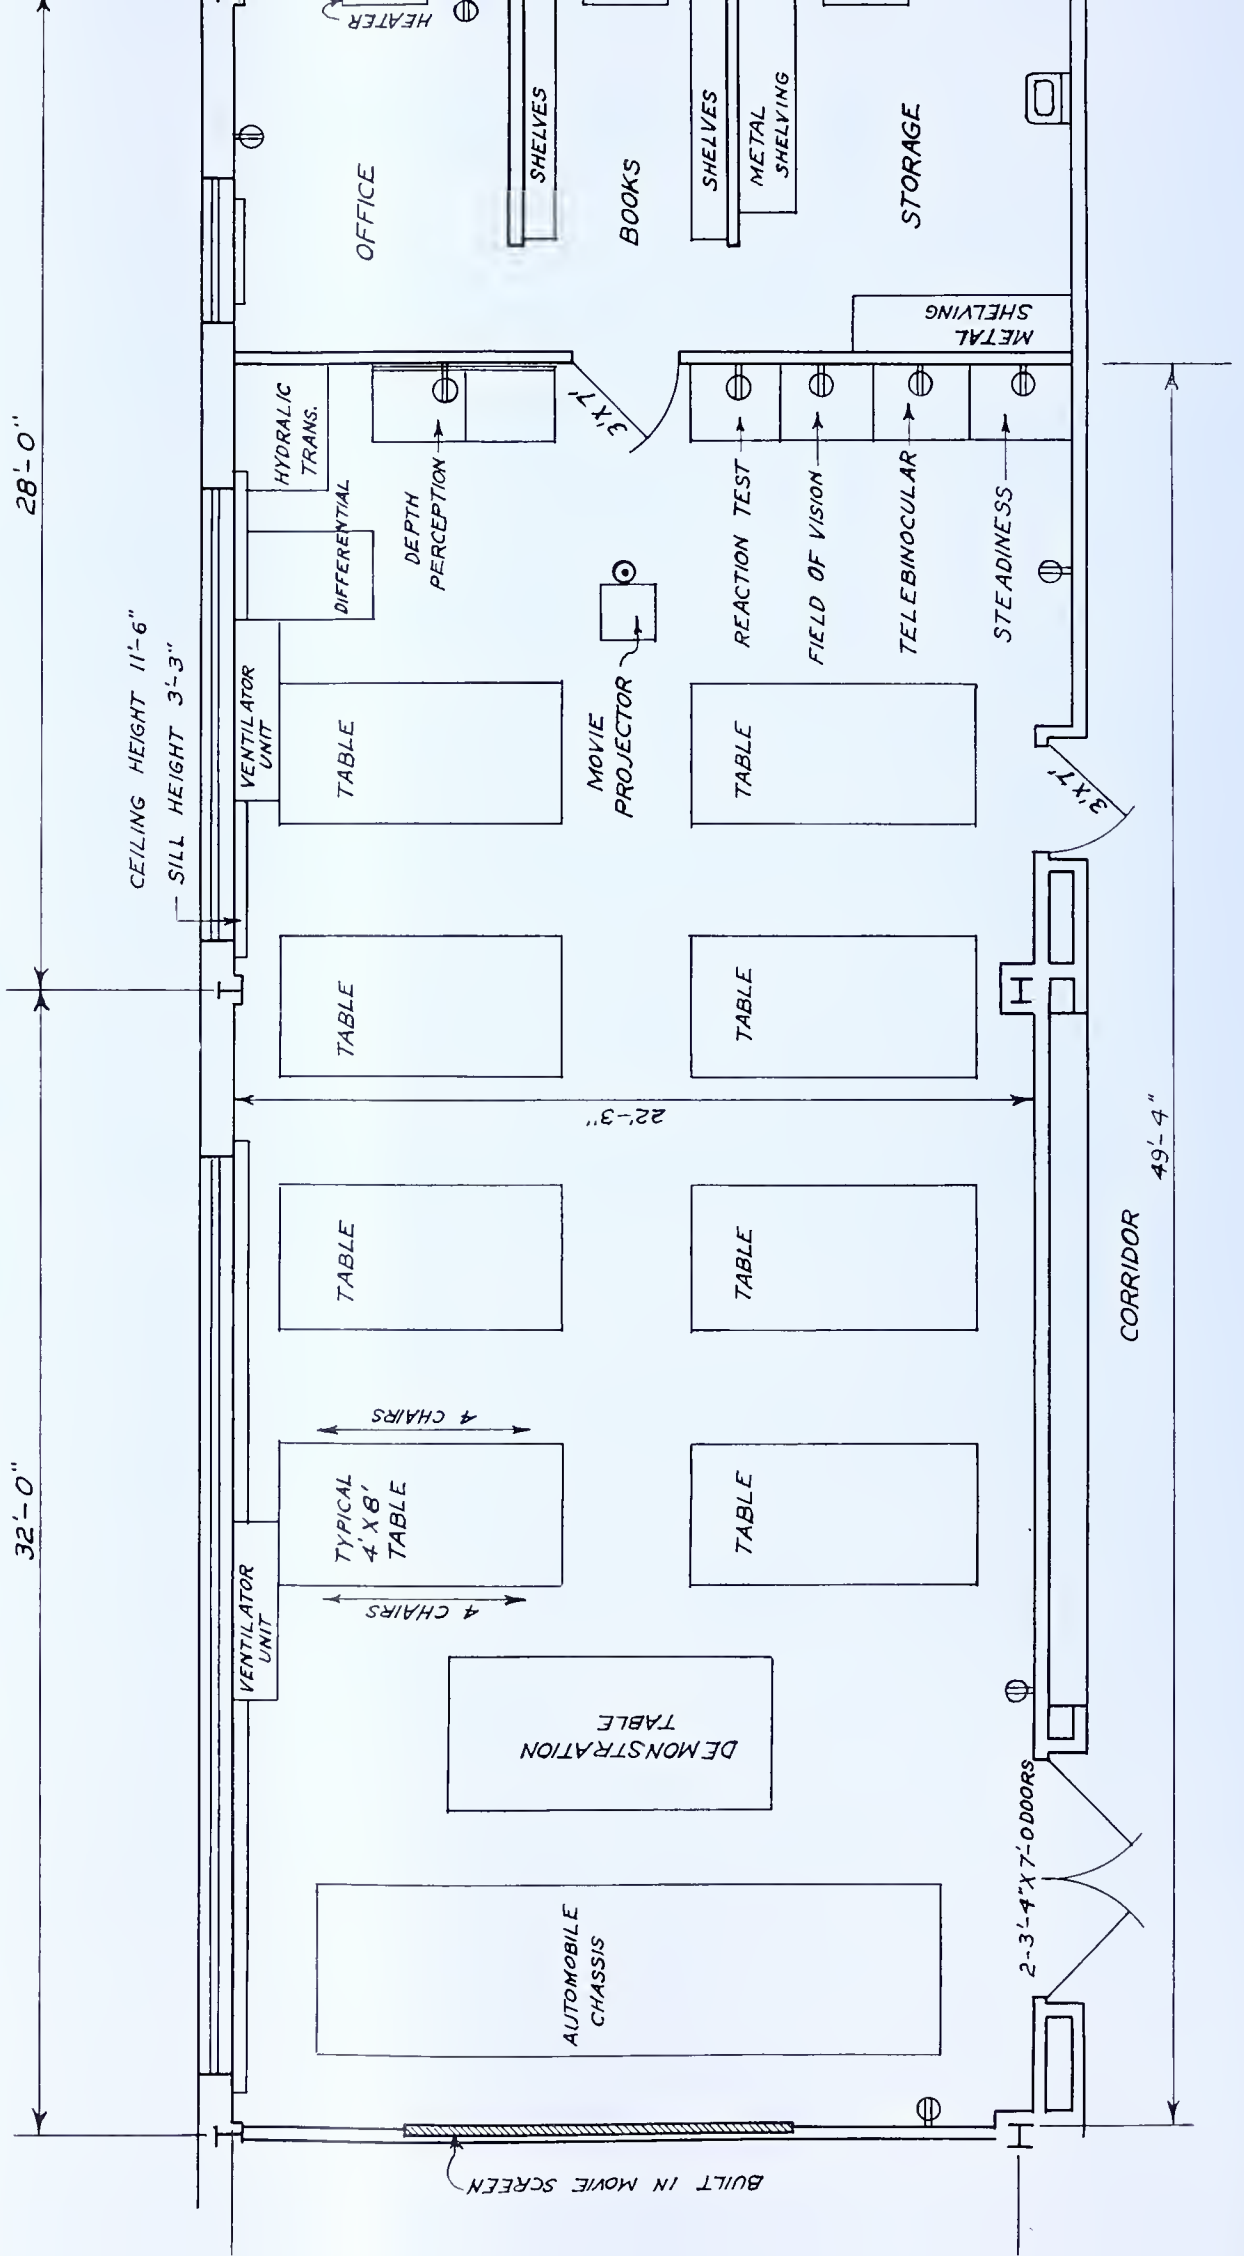 28'-0"
32'-0"
CEILING HEIGHT 11'-6"
SILL HEIGHT 3'-3"
HEATER
OFFICE
SHELVES
BOOKS
SHELVES
METAL
SHELVING
STORAGE
METAL
SHELVING
HYDRALIC
TRANS.
DIFFERENTIAL
DEPTH
PERCEPTION
3'X7'
REACTION TEST
FIELD OF VISION
TELEBINOCULAR
STEADINESS
VENTILATOR
UNIT
TABLE
MOVIE
PROJECTOR
TABLE
3'X7'
TABLE
TABLE
22'-3"
TABLE
TABLE
CORRIDOR
49'-4"
4 CHAIRS
TYPICAL
4'X8'
TABLE
4 CHAIRS
TABLE
VENTILATOR
UNIT
DEMONSTRATION
TABLE
AUTOMOBILE
CHASSIS
2-3'-4"X7'-0DOORS
BUILT IN MOVIE SCREEN